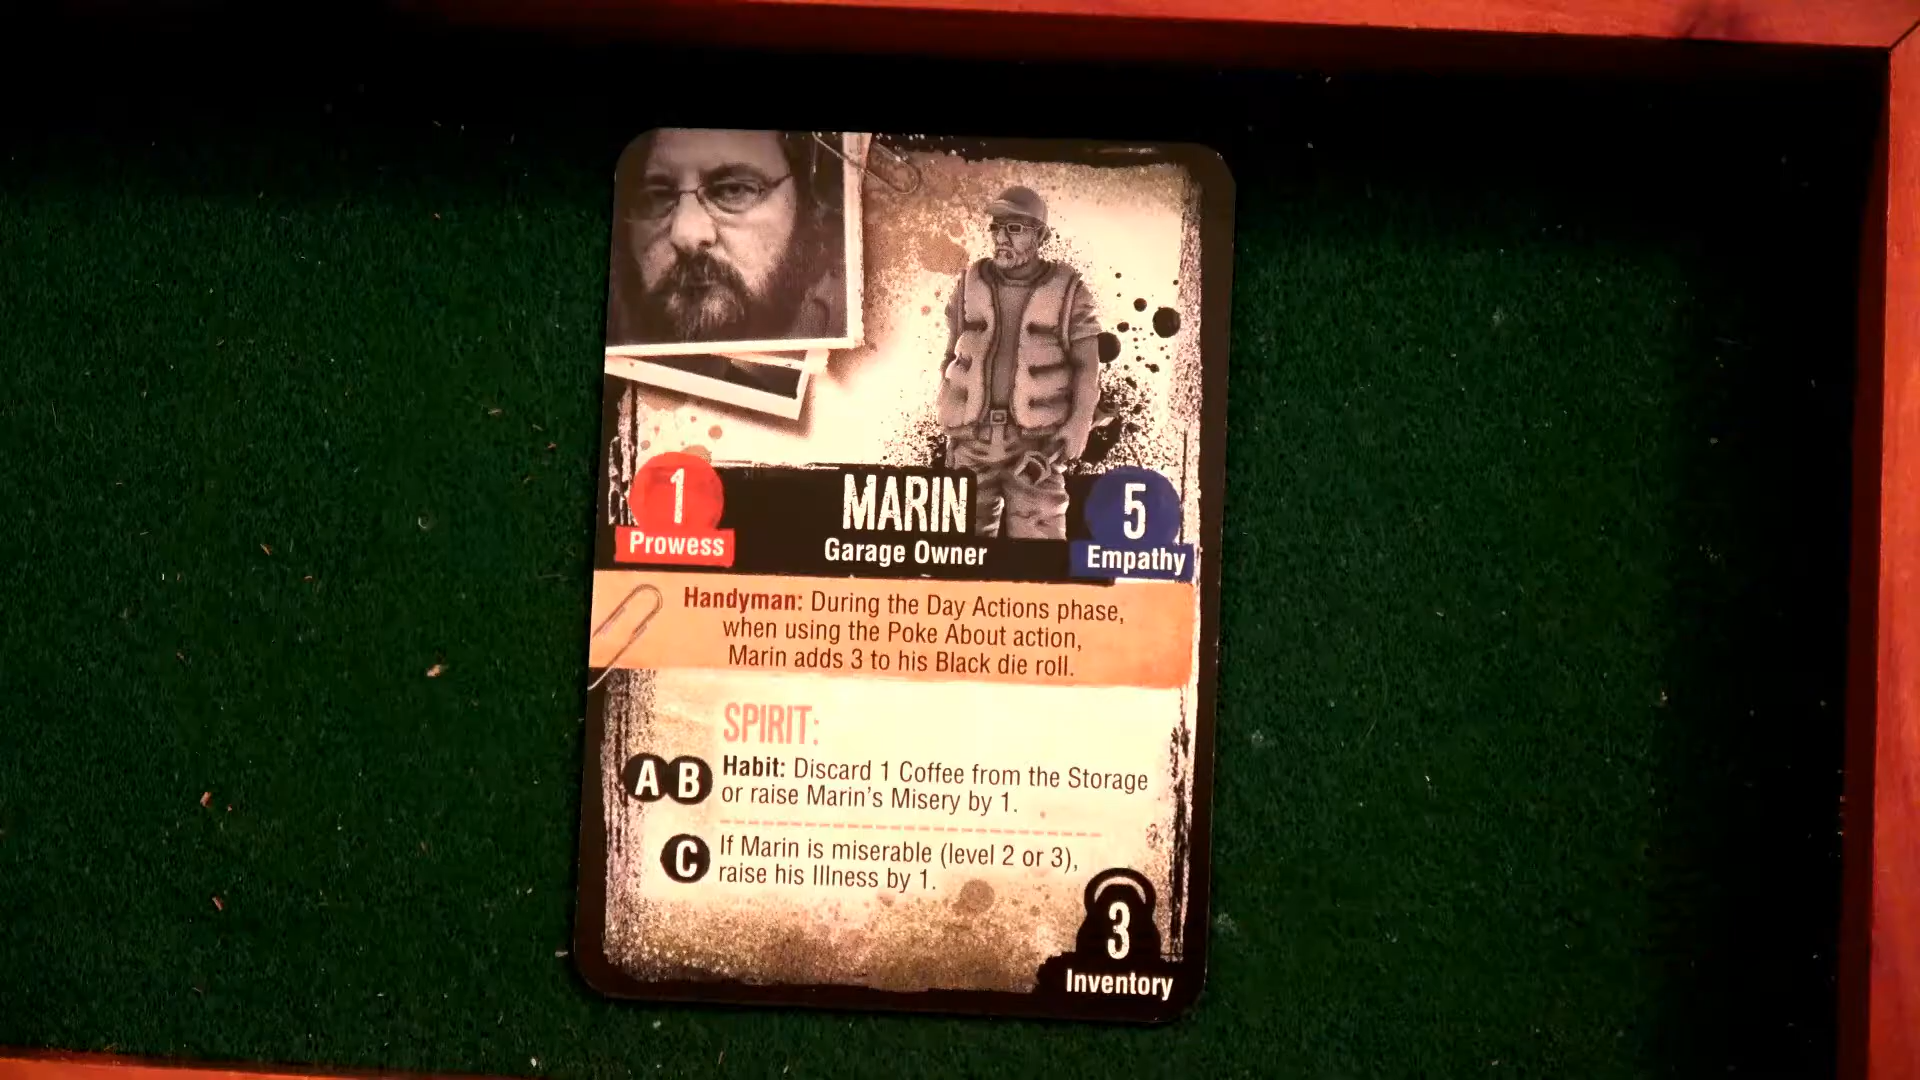 1
Prowess
MARIN
Garage Owner
5
Empathy
Handyman: During the Day Actions phase,
when using the Poke About action,
Marin adds 3 to his Black die roll.
SPIRIT:
A B
Habit: Discard 1 Coffee from the Storage
or raise Marin's Misery by 1.
C
If Marin is miserable (level 2 or 3),
raise his Illness by 1.
3
Inventory